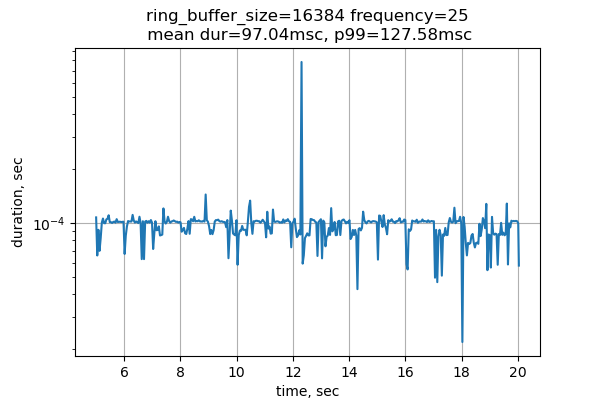 ring_buffer_size=16384 frequency=25
mean dur=97.04msc, p99=127.58msc
duration, sec
10⁻⁴
6 8 10 12 14 16 18 20
time, sec